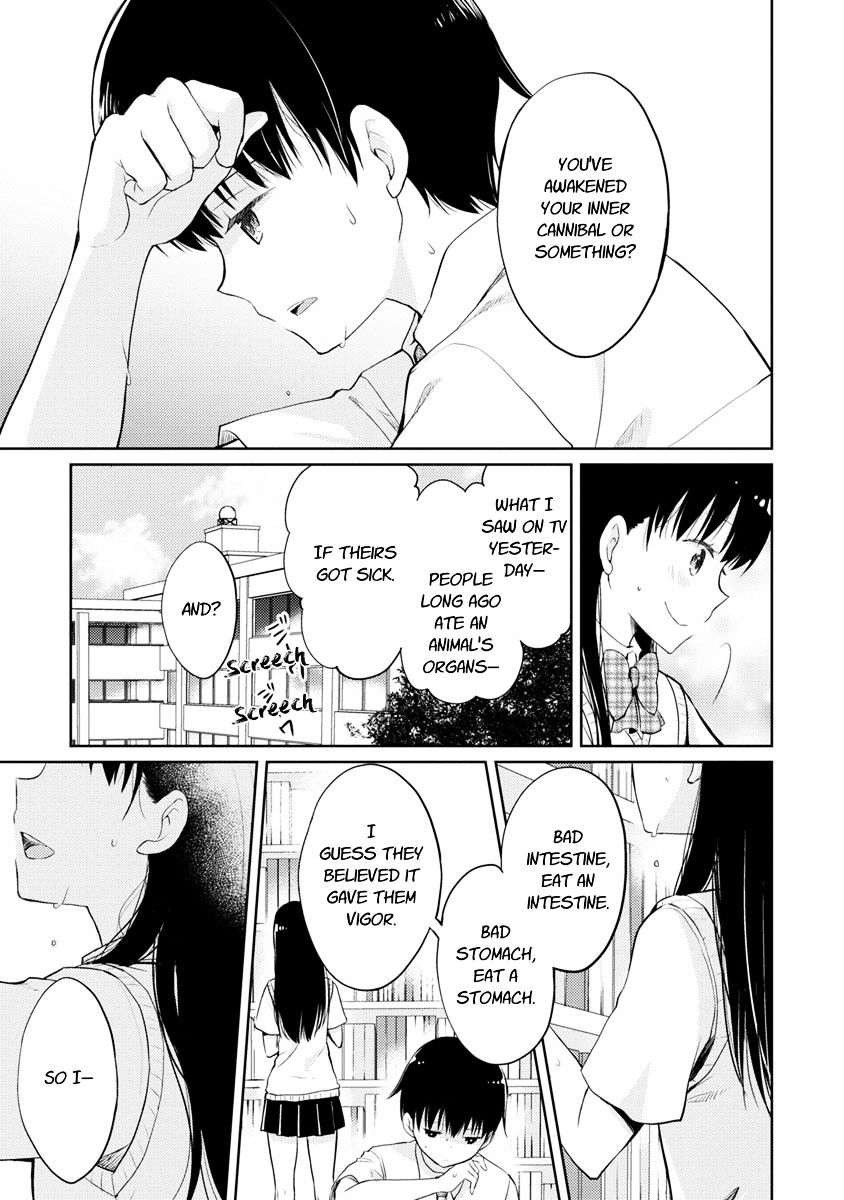 YOU'VE
AWAKENED
YOUR INNER
CANNIBAL OR
SOMETHING?
WHAT I
SAW ON TV
YESTER-
DAY—
PEOPLE
LONG AGO
ATE AN
ANIMAL'S
ORGANS—
IF THEIRS
GOT SICK.
AND?
Screech
Screech
BAD
INTESTINE,
EAT AN
INTESTINE.
BAD
STOMACH,
EAT A
STOMACH.
I
GUESS THEY
BELIEVED IT
GAVE THEM
VIGOR.
SO I—